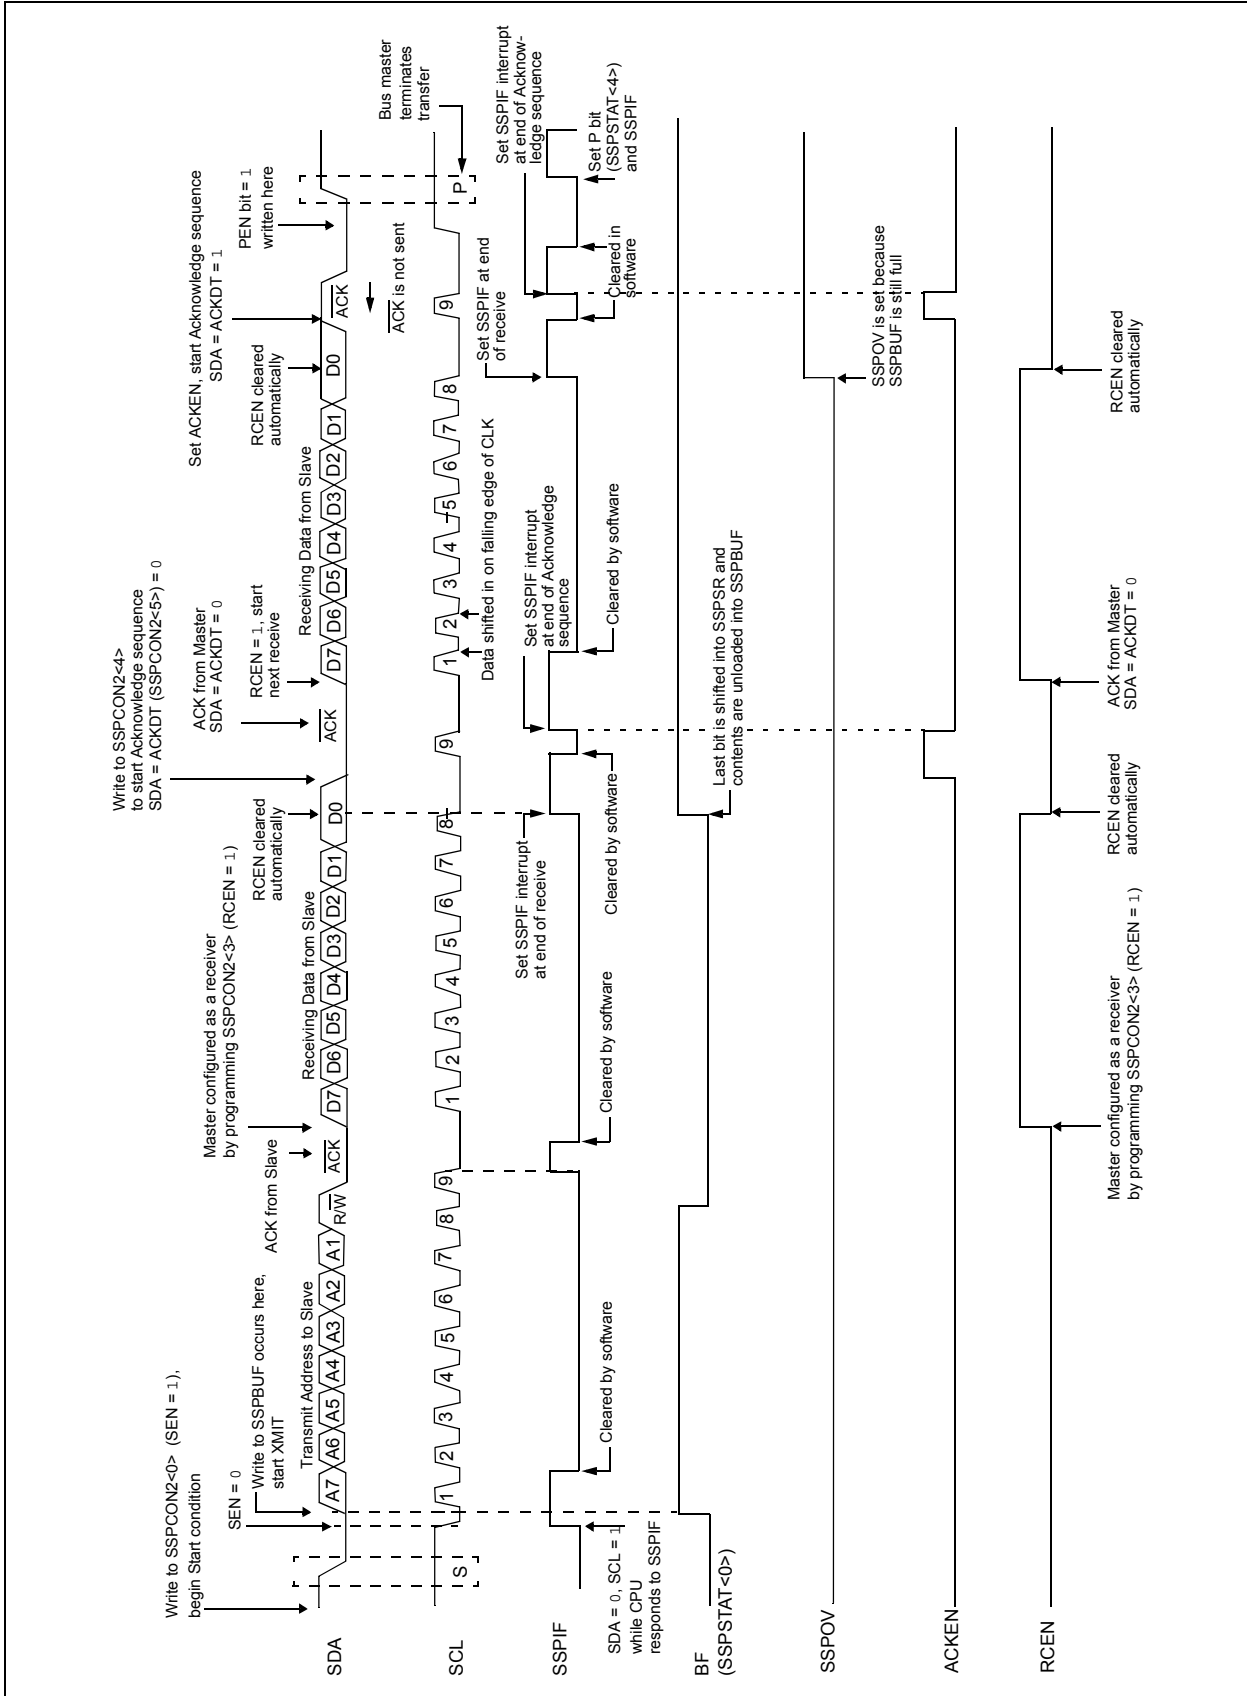 Write to SSPCON2<0> (SEN = 1),
begin Start condition
SEN = 0
Write to SSPBUF occurs here,
start XMIT
Transmit Address to Slave
ACK from Slave
Master configured as a receiver
by programming SSPCON2<3> (RCEN = 1)
Receiving Data from Slave
RCEN cleared
automatically
Write to SSPCON2<4>
to start Acknowledge sequence
SDA = ACKDT (SSPCON2<5>) = 0
ACK from Master
SDA = ACKDT = 0
RCEN = 1, start
next receive
Receiving Data from Slave
RCEN cleared
automatically
Set ACKEN, start Acknowledge sequence
SDA = ACKDT = 1
PEN bit = 1
written here
SDA
A7 A6 A5 A4 A3 A2 A1 R/W ACK D7 D6 D5 D4 D3 D2 D1 D0 ACK D7 D6 D5 D4 D3 D2 D1 D0 ACK
ACK is not sent
Bus master
terminates
transfer
SCL
S 1 2 3 4 5 6 7 8 9 1 2 3 4 5 6 7 8 9 1 2 3 4 5 6 7 8 9 P
Data shifted in on falling edge of CLK
Set SSPIF interrupt
at end of receive
Set SSPIF interrupt
at end of Acknowledge
sequence
Set SSPIF at end
of receive
Set SSPIF interrupt
at end of Acknow-
ledge sequence
SSPIF
SDA = 0, SCL = 1
while CPU
responds to SSPIF
Cleared by software
Cleared by software
Cleared by software
Cleared by software
Cleared in
software
Set P bit
(SSPSTAT<4>)
and SSPIF
BF
(SSPSTAT<0>)
Last bit is shifted into SSPSR and
contents are unloaded into SSPBUF
SSPOV
SSPOV is set because
SSPBUF is still full
ACKEN
RCEN
Master configured as a receiver
by programming SSPCON2<3> (RCEN = 1)
RCEN cleared
automatically
ACK from Master
SDA = ACKDT = 0
RCEN cleared
automatically